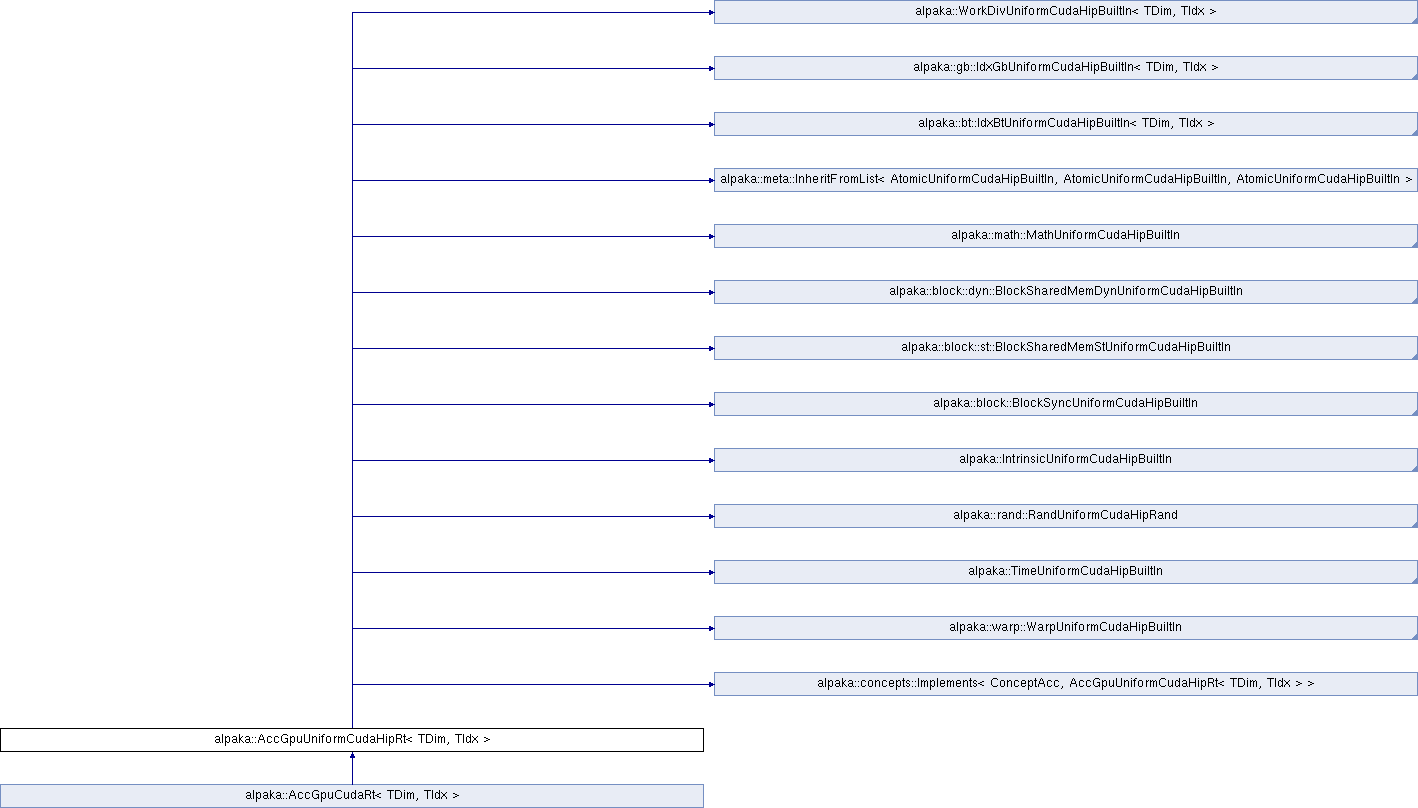 alpaka::WorkDivUniformCudaHipBuiltIn< TDim, TIdx >
alpaka::gb::IdxGbUniformCudaHipBuiltIn< TDim, TIdx >
alpaka::bt::IdxBtUniformCudaHipBuiltIn< TDim, TIdx >
alpaka::meta::InheritFromList< AtomicUniformCudaHipBuiltIn, AtomicUniformCudaHipBuiltIn, AtomicUniformCudaHipBuiltIn >
alpaka::math::MathUniformCudaHipBuiltIn
alpaka::block::dyn::BlockSharedMemDynUniformCudaHipBuiltIn
alpaka::block::st::BlockSharedMemStUniformCudaHipBuiltIn
alpaka::block::BlockSyncUniformCudaHipBuiltIn
alpaka::IntrinsicUniformCudaHipBuiltIn
alpaka::rand::RandUniformCudaHipRand
alpaka::TimeUniformCudaHipBuiltIn
alpaka::warp::WarpUniformCudaHipBuiltIn
alpaka::concepts::Implements< ConceptAcc, AccGpuUniformCudaHipRt< TDim, TIdx > >
alpaka::AccGpuUniformCudaHipRt< TDim, TIdx >
alpaka::AccGpuCudaRt< TDim, TIdx >